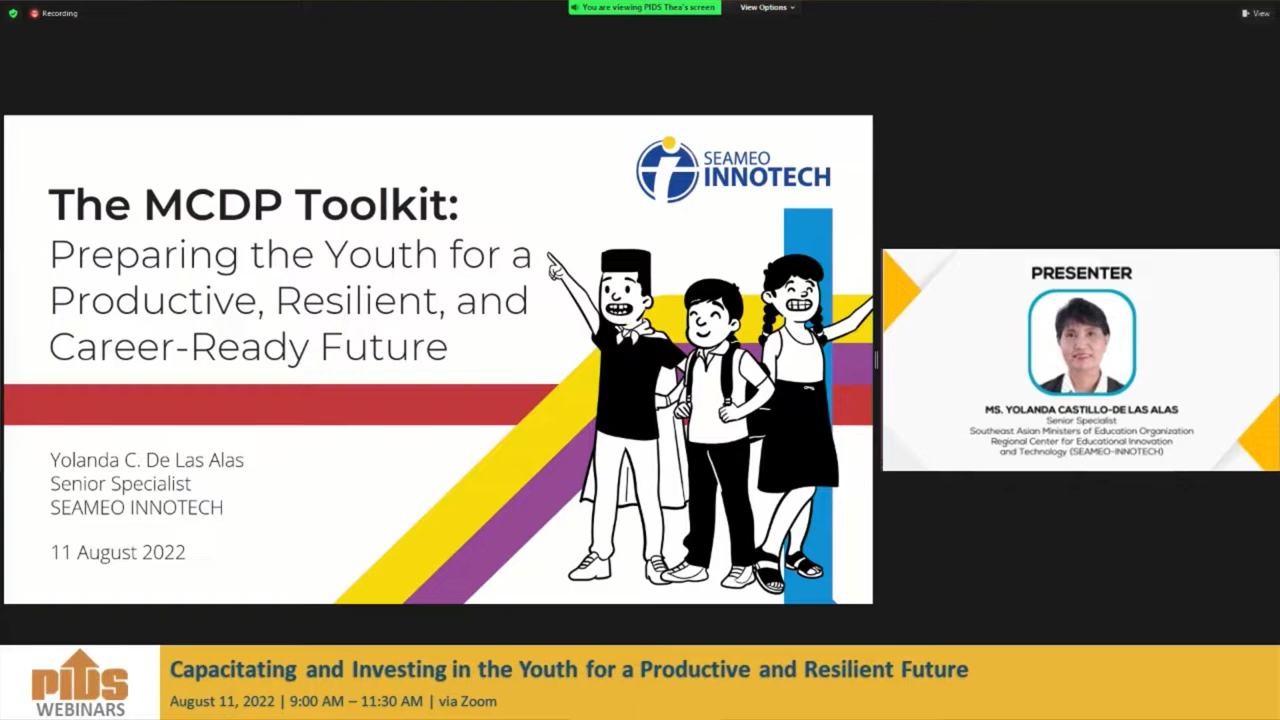 Recording
You are viewing PIDS Thea's screen
View Options
View
SEAMEO
INNOTECH
The MCDP Toolkit:
Preparing the Youth for a
Productive, Resilient, and
Career-Ready Future
Yolanda C. De Las Alas
Senior Specialist
SEAMEO INNOTECH
11 August 2022
PRESENTER
MS. YOLANDA CASTILLO-DE LAS ALAS
Senior Specialist
Southeast Asian Ministers of Education Organization
Regional Center for Educational Innovation
and Technology (SEAMEO-INNOTECH)
PIDS
WEBINARS
Capacitating and Investing in the Youth for a Productive and Resilient Future
August 11, 2022 | 9:00 AM – 11:30 AM | via Zoom